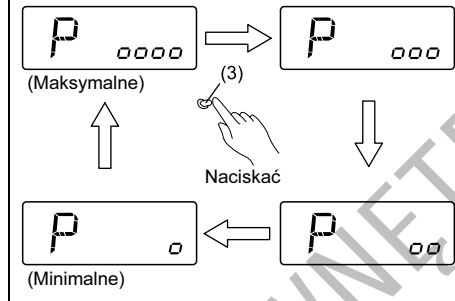 P oooo
P ooo
(Maksymalne)
(3)
Naciskać
P o
P oo
(Minimalne)